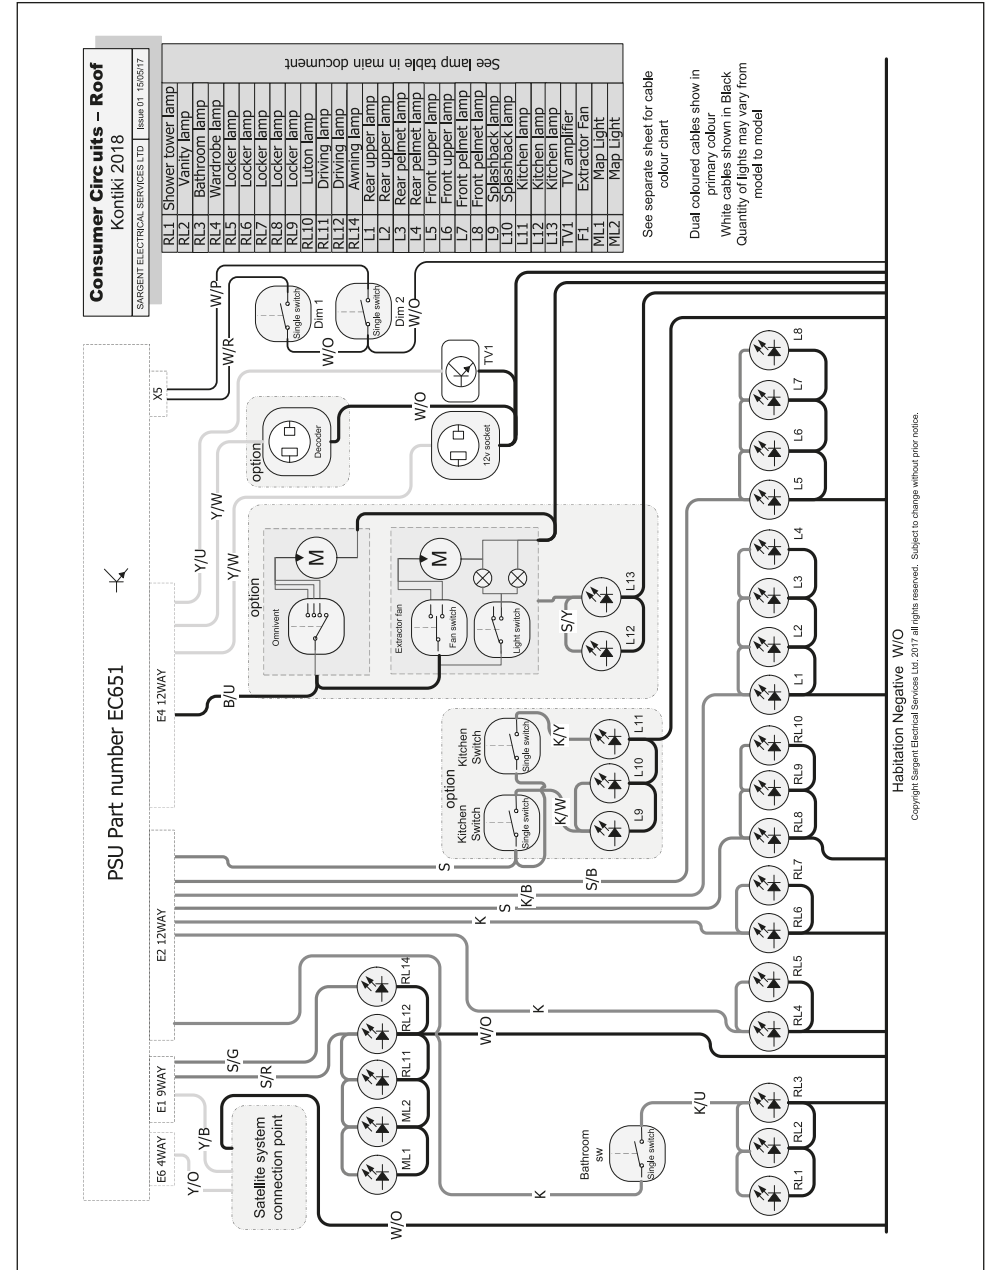 Consumer Circuits – Roof
Kontiki 2018
SARGENT ELECTRICAL SERVICES LTD Issue 01 15/05/17
RL1 Shower tower lamp
RL2 Vanity lamp
RL3 Bathroom lamp
RL4 Wardrobe lamp
RL5 Locker lamp
RL6 Locker lamp
RL7 Locker lamp
RL8 Locker lamp
RL9 Locker lamp
RL10 Luton lamp
RL11 Driving lamp
RL12 Driving lamp
RL14 Awning lamp
L1 Rear upper lamp
L2 Rear upper lamp
L3 Rear pelmet lamp
L4 Rear pelmet lamp
L5 Front upper lamp
L6 Front upper lamp
L7 Front pelmet lamp
L8 Front pelmet lamp
L9 Splashback lamp
L10 Splashback lamp
L11 Kitchen lamp
L12 Kitchen lamp
L13 Kitchen lamp
TV1 TV amplifier
F1 Extractor Fan
ML1 Map Light
ML2 Map Light
See lamp table in main document
See separate sheet for cable
colour chart
Dual coloured cables show in
primary colour
White cables shown in Black
Quantity of lights may vary from
model to model
PSU Part number EC651
E6 4WAY
E1 9WAY
E2 12WAY
E4 12WAY
X5
Y/O
Y/B
S/R
S/G
B/U
Y/W
Y/U
Y/W
W/R
W/P
Satellite system
connection point
W/O
option
Omnivent
M
Extractor fan
Fan switch
M
Light switch
S/Y
L12
L13
option
Decoder
W/O
12v socket
TV1
Single switch
Dim 1
W/O
Single switch
Dim 2
W/O
ML1
ML2
RL11
RL12
RL14
W/O
K
K
S
K
S
K/B
S/B
option
Kitchen
Switch
Single switch
Kitchen
Switch
Single switch
K/W
K/Y
L9
L10
L11
Bathroom
sw
Single switch
K/U
RL1
RL2
RL3
RL4
RL5
RL6
RL7
RL8
RL9
RL10
L1
L2
L3
L4
L5
L6
L7
L8
Habitation Negative W/O
Copyright Sargent Electrical Services Ltd. 2017 all rights reserved. Subject to change without prior notice.